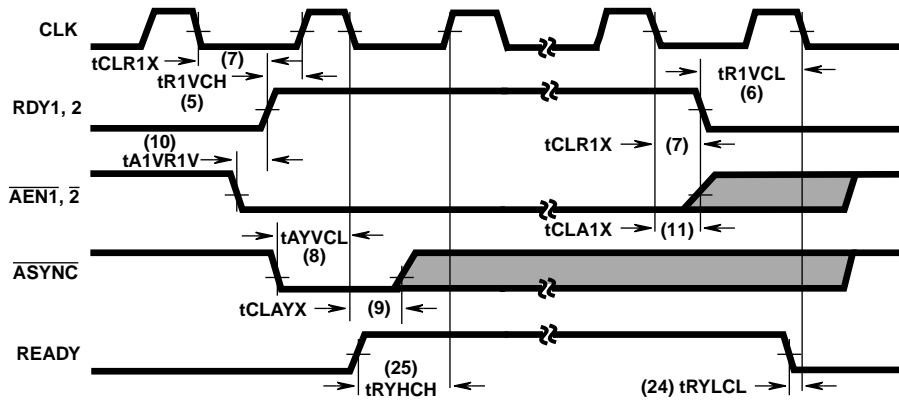 CLK
(7)
tCLR1X
tR1VCH
(5)
tR1VCL
(6)
RDY1, 2
(10)
tA1VR1V
tCLR1X
(7)
AEN1, 2
tCLA1X
(11)
tAYVCL
(8)
ASYNC
tCLAYX
(9)
READY
(25)
tRYHCH
(24) tRYLCL